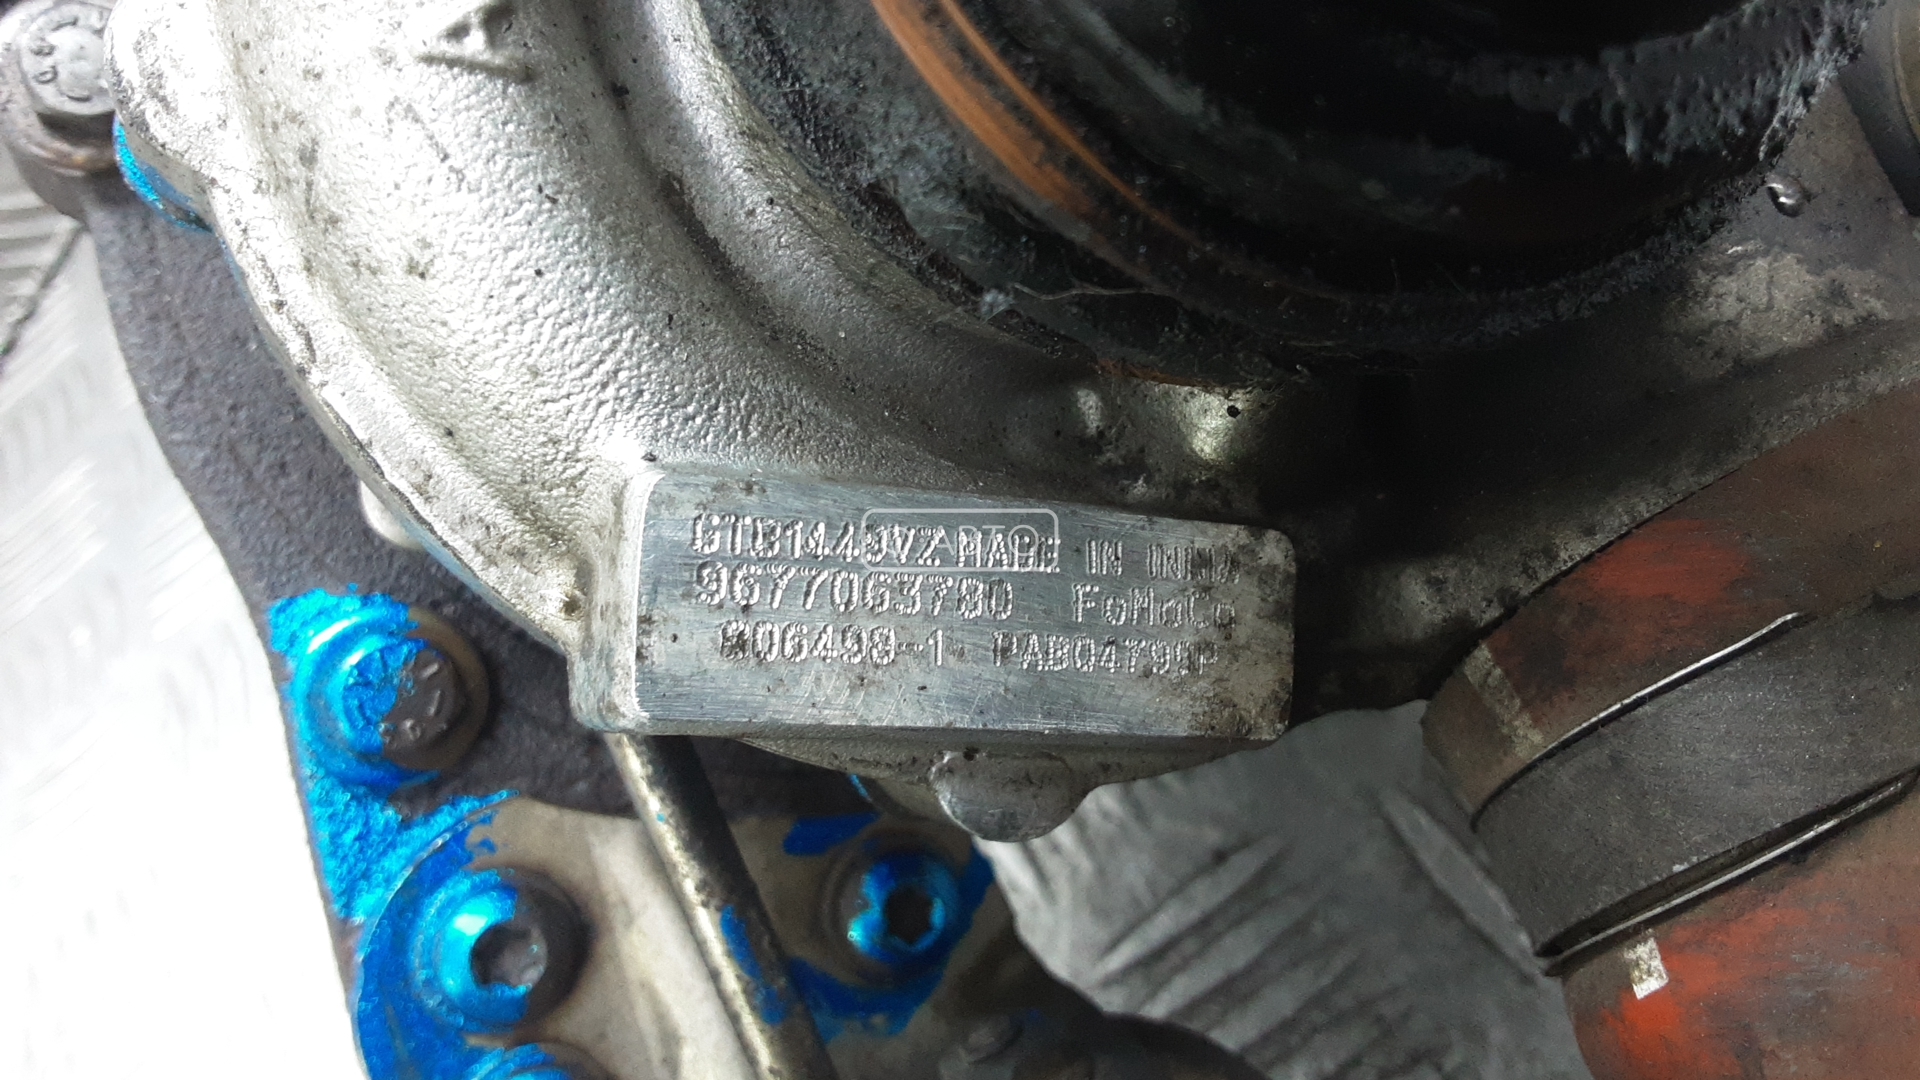 GTB1449VZ MADE IN INDIA
9677063780 FoMoCo
806498-1 PAB04799P